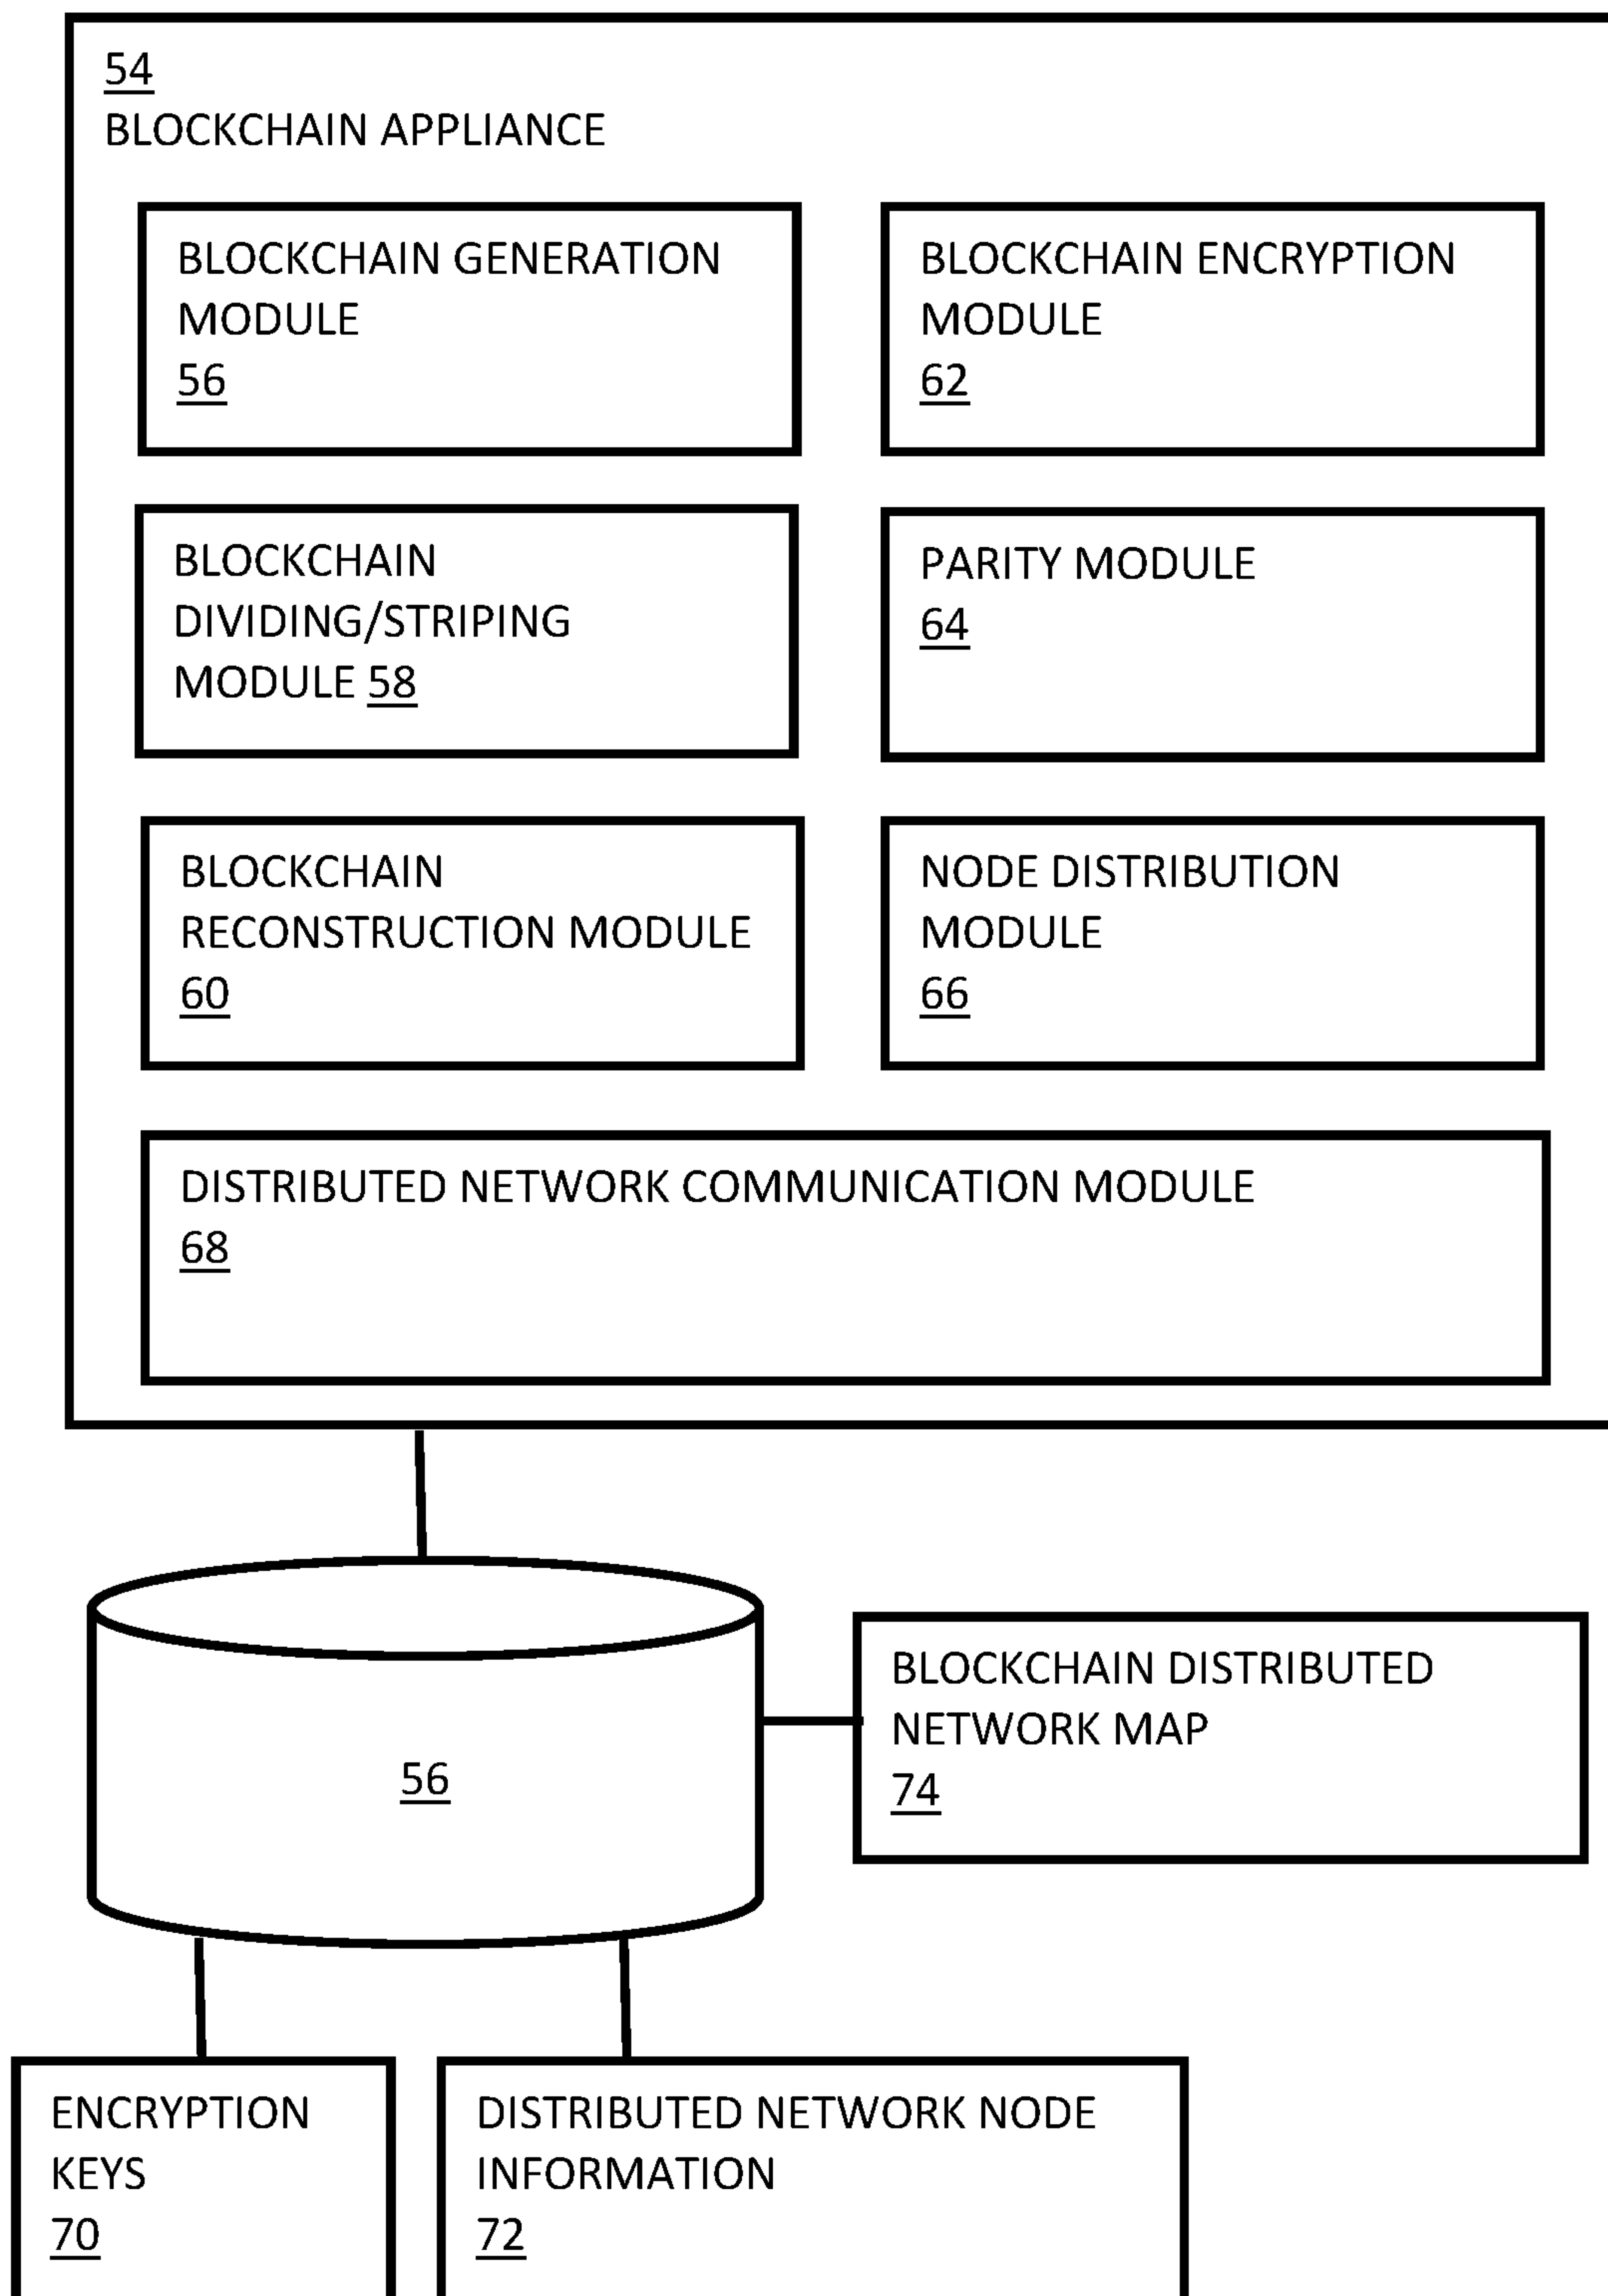 54
BLOCKCHAIN APPLIANCE
BLOCKCHAIN GENERATION
MODULE
56
BLOCKCHAIN ENCRYPTION
MODULE
62
BLOCKCHAIN
DIVIDING/STRIPING
MODULE 58
PARITY MODULE
64
BLOCKCHAIN
RECONSTRUCTION MODULE
60
NODE DISTRIBUTION
MODULE
66
DISTRIBUTED NETWORK COMMUNICATION MODULE
68
56
BLOCKCHAIN DISTRIBUTED
NETWORK MAP
74
ENCRYPTION
KEYS
70
DISTRIBUTED NETWORK NODE
INFORMATION
72